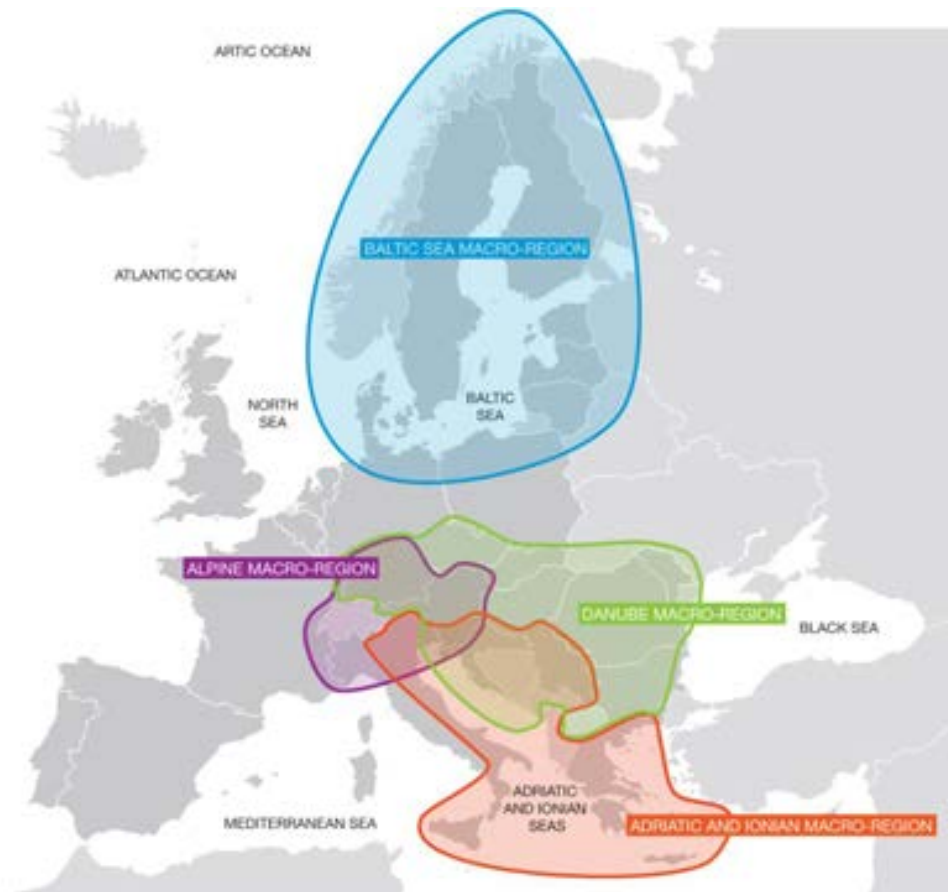 ARTIC OCEAN
BALTIC SEA MACRO-REGION
ATLANTIC OCEAN
NORTH
SEA
BALTIC
SEA
ALPINE MACRO-REGION
DANUBE MACRO-REGION
BLACK SEA
ADRIATIC
AND IONIAN
SEAS
MEDITERRANEAN SEA
ADRIATIC AND IONIAN MACRO-REGION